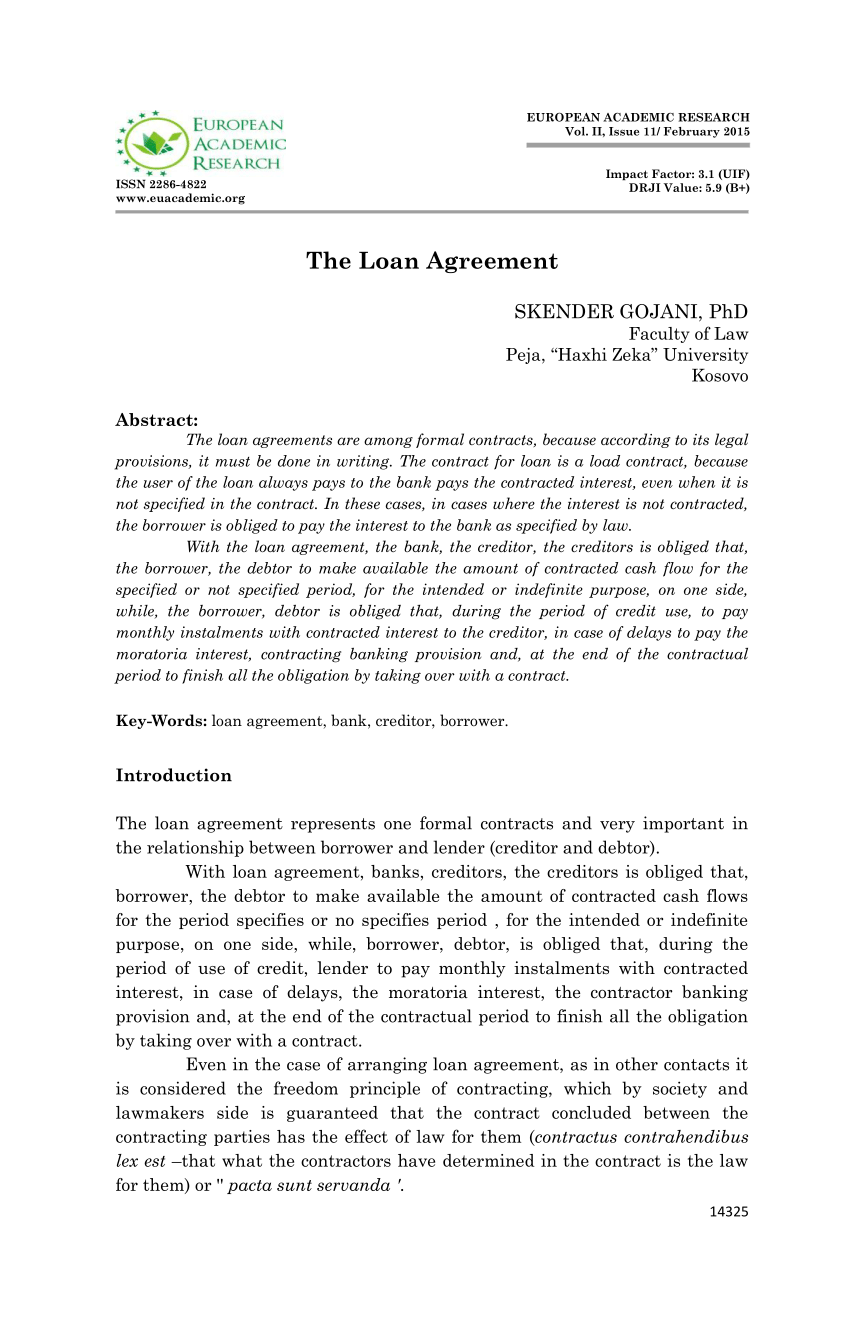 EUROPEAN
ACADEMIC
RESEARCH
ISSN 2286-4822
www.euacademic.org
EUROPEAN ACADEMIC RESEARCH
Vol. II, Issue 11/ February 2015
Impact Factor: 3.1 (UIF)
DRJI Value: 5.9 (B+)
The Loan Agreement
SKENDER GOJANI, PhD
Faculty of Law
Peja, “Haxhi Zeka” University
Kosovo
Abstract:
The loan agreements are among formal contracts, because according to its legal
provisions, it must be done in writing. The contract for loan is a load contract, because
the user of the loan always pays to the bank pays the contracted interest, even when it is
not specified in the contract. In these cases, in cases where the interest is not contracted,
the borrower is obliged to pay the interest to the bank as specified by law.
With the loan agreement, the bank, the creditor, the creditors is obliged that,
the borrower, the debtor to make available the amount of contracted cash flow for the
specified or not specified period, for the intended or indefinite purpose, on one side,
while, the borrower, debtor is obliged that, during the period of credit use, to pay
monthly instalments with contracted interest to the creditor, in case of delays to pay the
moratoria interest, contracting banking provision and, at the end of the contractual
period to finish all the obligation by taking over with a contract.
Key-Words: loan agreement, bank, creditor, borrower.
Introduction
The loan agreement represents one formal contracts and very important in
the relationship between borrower and lender (creditor and debtor).
With loan agreement, banks, creditors, the creditors is obliged that,
borrower, the debtor to make available the amount of contracted cash flows
for the period specifies or no specifies period , for the intended or indefinite
purpose, on one side, while, borrower, debtor, is obliged that, during the
period of use of credit, lender to pay monthly instalments with contracted
interest, in case of delays, the moratoria interest, the contractor banking
provision and, at the end of the contractual period to finish all the obligation
by taking over with a contract.
Even in the case of arranging loan agreement, as in other contacts it
is considered the freedom principle of contracting, which by society and
lawmakers side is guaranteed that the contract concluded between the
contracting parties has the effect of law for them (contractus contrahendibus
lex est –that what the contractors have determined in the contract is the law
for them) or " pacta sunt servanda '.
14325